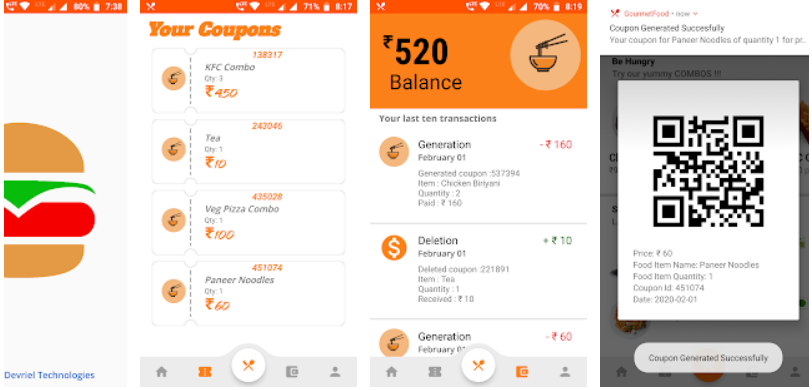 LTE 80% 7:38
Devriel Technologies
LTE 71% 8:17
Your Coupons
138317
KFC Combo
Qty: 3
₹450
243046
Tea
Qty: 1
₹10
435028
Veg Pizza Combo
Qty: 1
₹100
451074
Paneer Noodles
Qty: 1
₹60
LTE 70% 8:19
₹520
Balance
Your last ten transactions
Generation - ₹ 160
February 01
Generated coupon :537394
Item : Chicken Biriyani
Quantity : 2
Paid : ₹ 160
Deletion + ₹ 10
February 01
Deleted coupon :221891
Item : Tea
Quantity : 1
Received : ₹ 10
Generation - ₹ 60
February 01
GourmetFood • now
Coupon Generated Succesfully
Your coupon for Paneer Noodles of quantity 1 for pr..
Be Hungry
Try our yummy COMBOS !!!
Price: ₹ 60
Food Item Name: Paneer Noodles
Food Item Quantity: 1
Coupon Id: 451074
Date: 2020-02-01
Coupon Generated Successfully